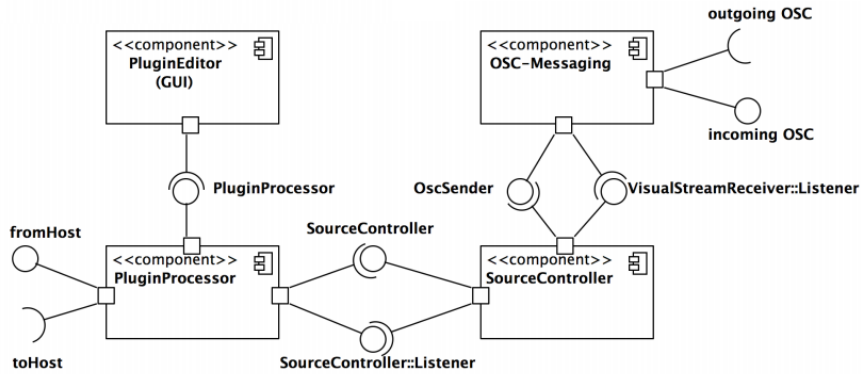 outgoing OSC
<<component>>
PluginEditor
(GUI)
<<component>>
OSC-Messaging
incoming OSC
PluginProcessor
OscSender
VisualStreamReceiver::Listener
fromHost
SourceController
<<component>>
PluginProcessor
<<component>>
SourceController
toHost
SourceController::Listener